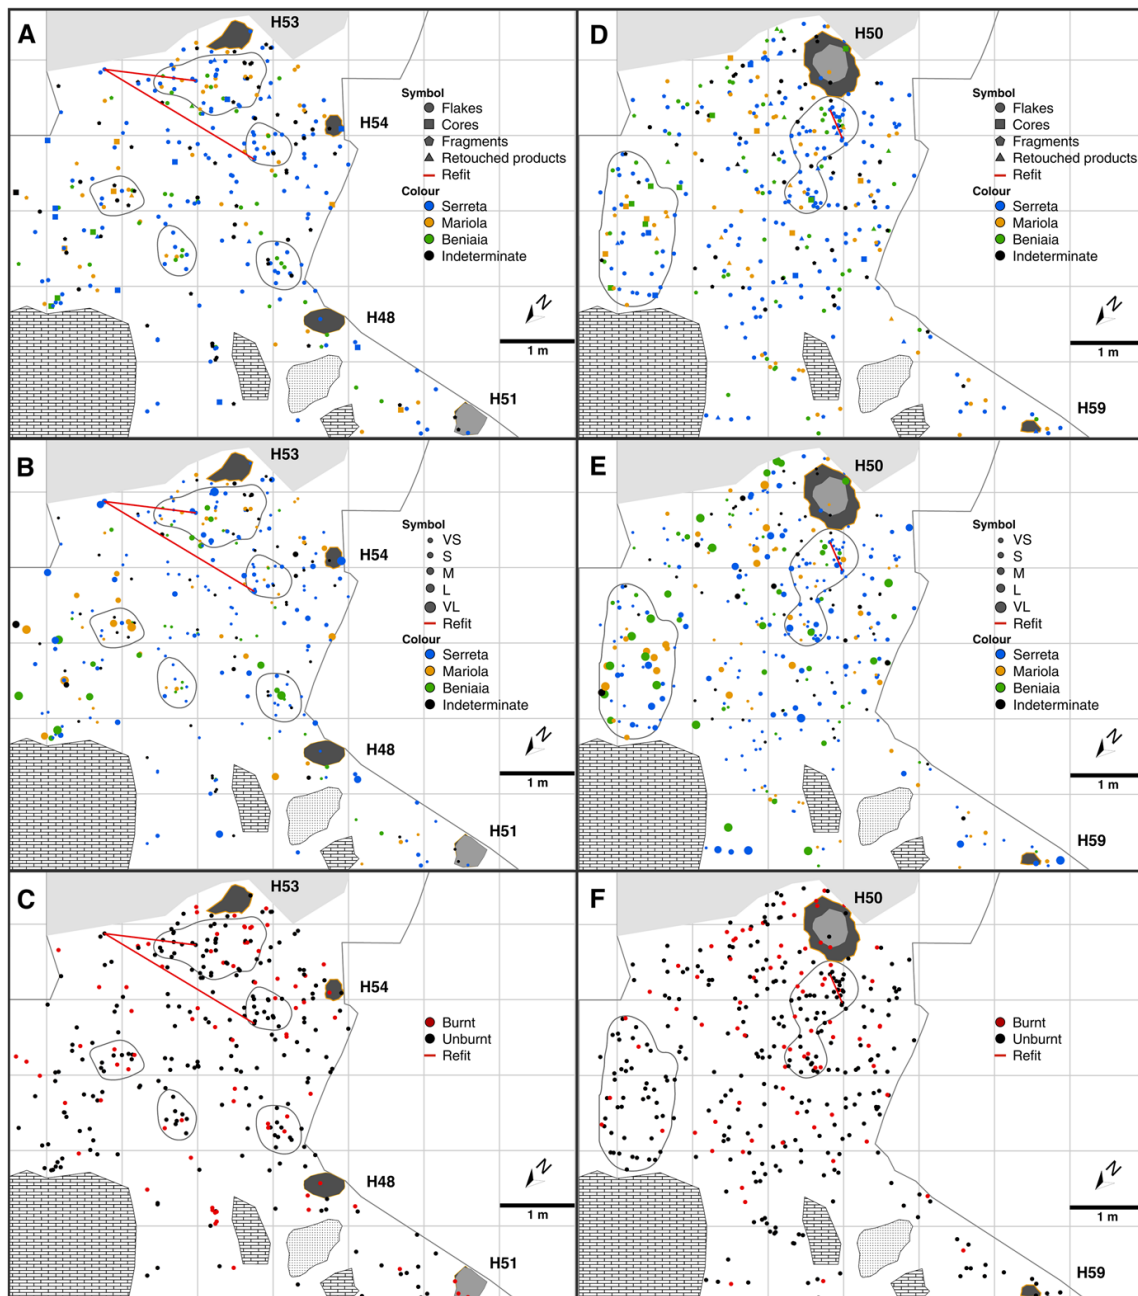 A
H53
H54
H48
H51
Symbol
Flakes
Cores
Fragments
Retouched products
Refit
Colour
Serreta
Mariola
Beniaia
Indeterminate
N
1 m
D
H50
H59
Symbol
Flakes
Cores
Fragments
Retouched products
Refit
Colour
Serreta
Mariola
Beniaia
Indeterminate
N
1 m
B
H53
H54
H48
H51
Symbol
VS
S
M
L
VL
Refit
Colour
Serreta
Mariola
Beniaia
Indeterminate
N
1 m
E
H50
H59
Symbol
VS
S
M
L
VL
Refit
Colour
Serreta
Mariola
Beniaia
Indeterminate
N
1 m
C
H53
H54
H48
H51
Burnt
Unburnt
Refit
N
1 m
F
H50
H59
Burnt
Unburnt
Refit
N
1 m